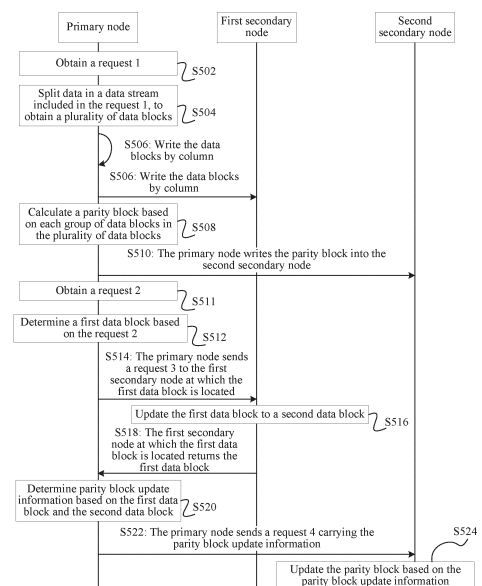 Primary node
First secondary
node
Second
secondary node
Obtain a request 1
S502
Split data in a data stream
included in the request 1, to
obtain a plurality of data blocks
S504
S506: Write the data
blocks by column
S506: Write the data blocks
by column
Calculate a parity block based
on each group of data blocks in
the plurality of data blocks
S508
S510: The primary node writes the parity block into the
second secondary node
Obtain a request 2
S511
Determine a first data block based
on the request 2
S512
S514: The primary node sends
a request 3 to the first
secondary node at which the
first data block is located
Update the first data block to a second data block
S516
S518: The first secondary
node at which the first data
block is located returns the
first data block
Determine parity block update
information based on the first data
block and the second data block
S520
S522: The primary node sends a request 4 carrying the
parity block update information
S524
Update the parity block based on the
parity block update information